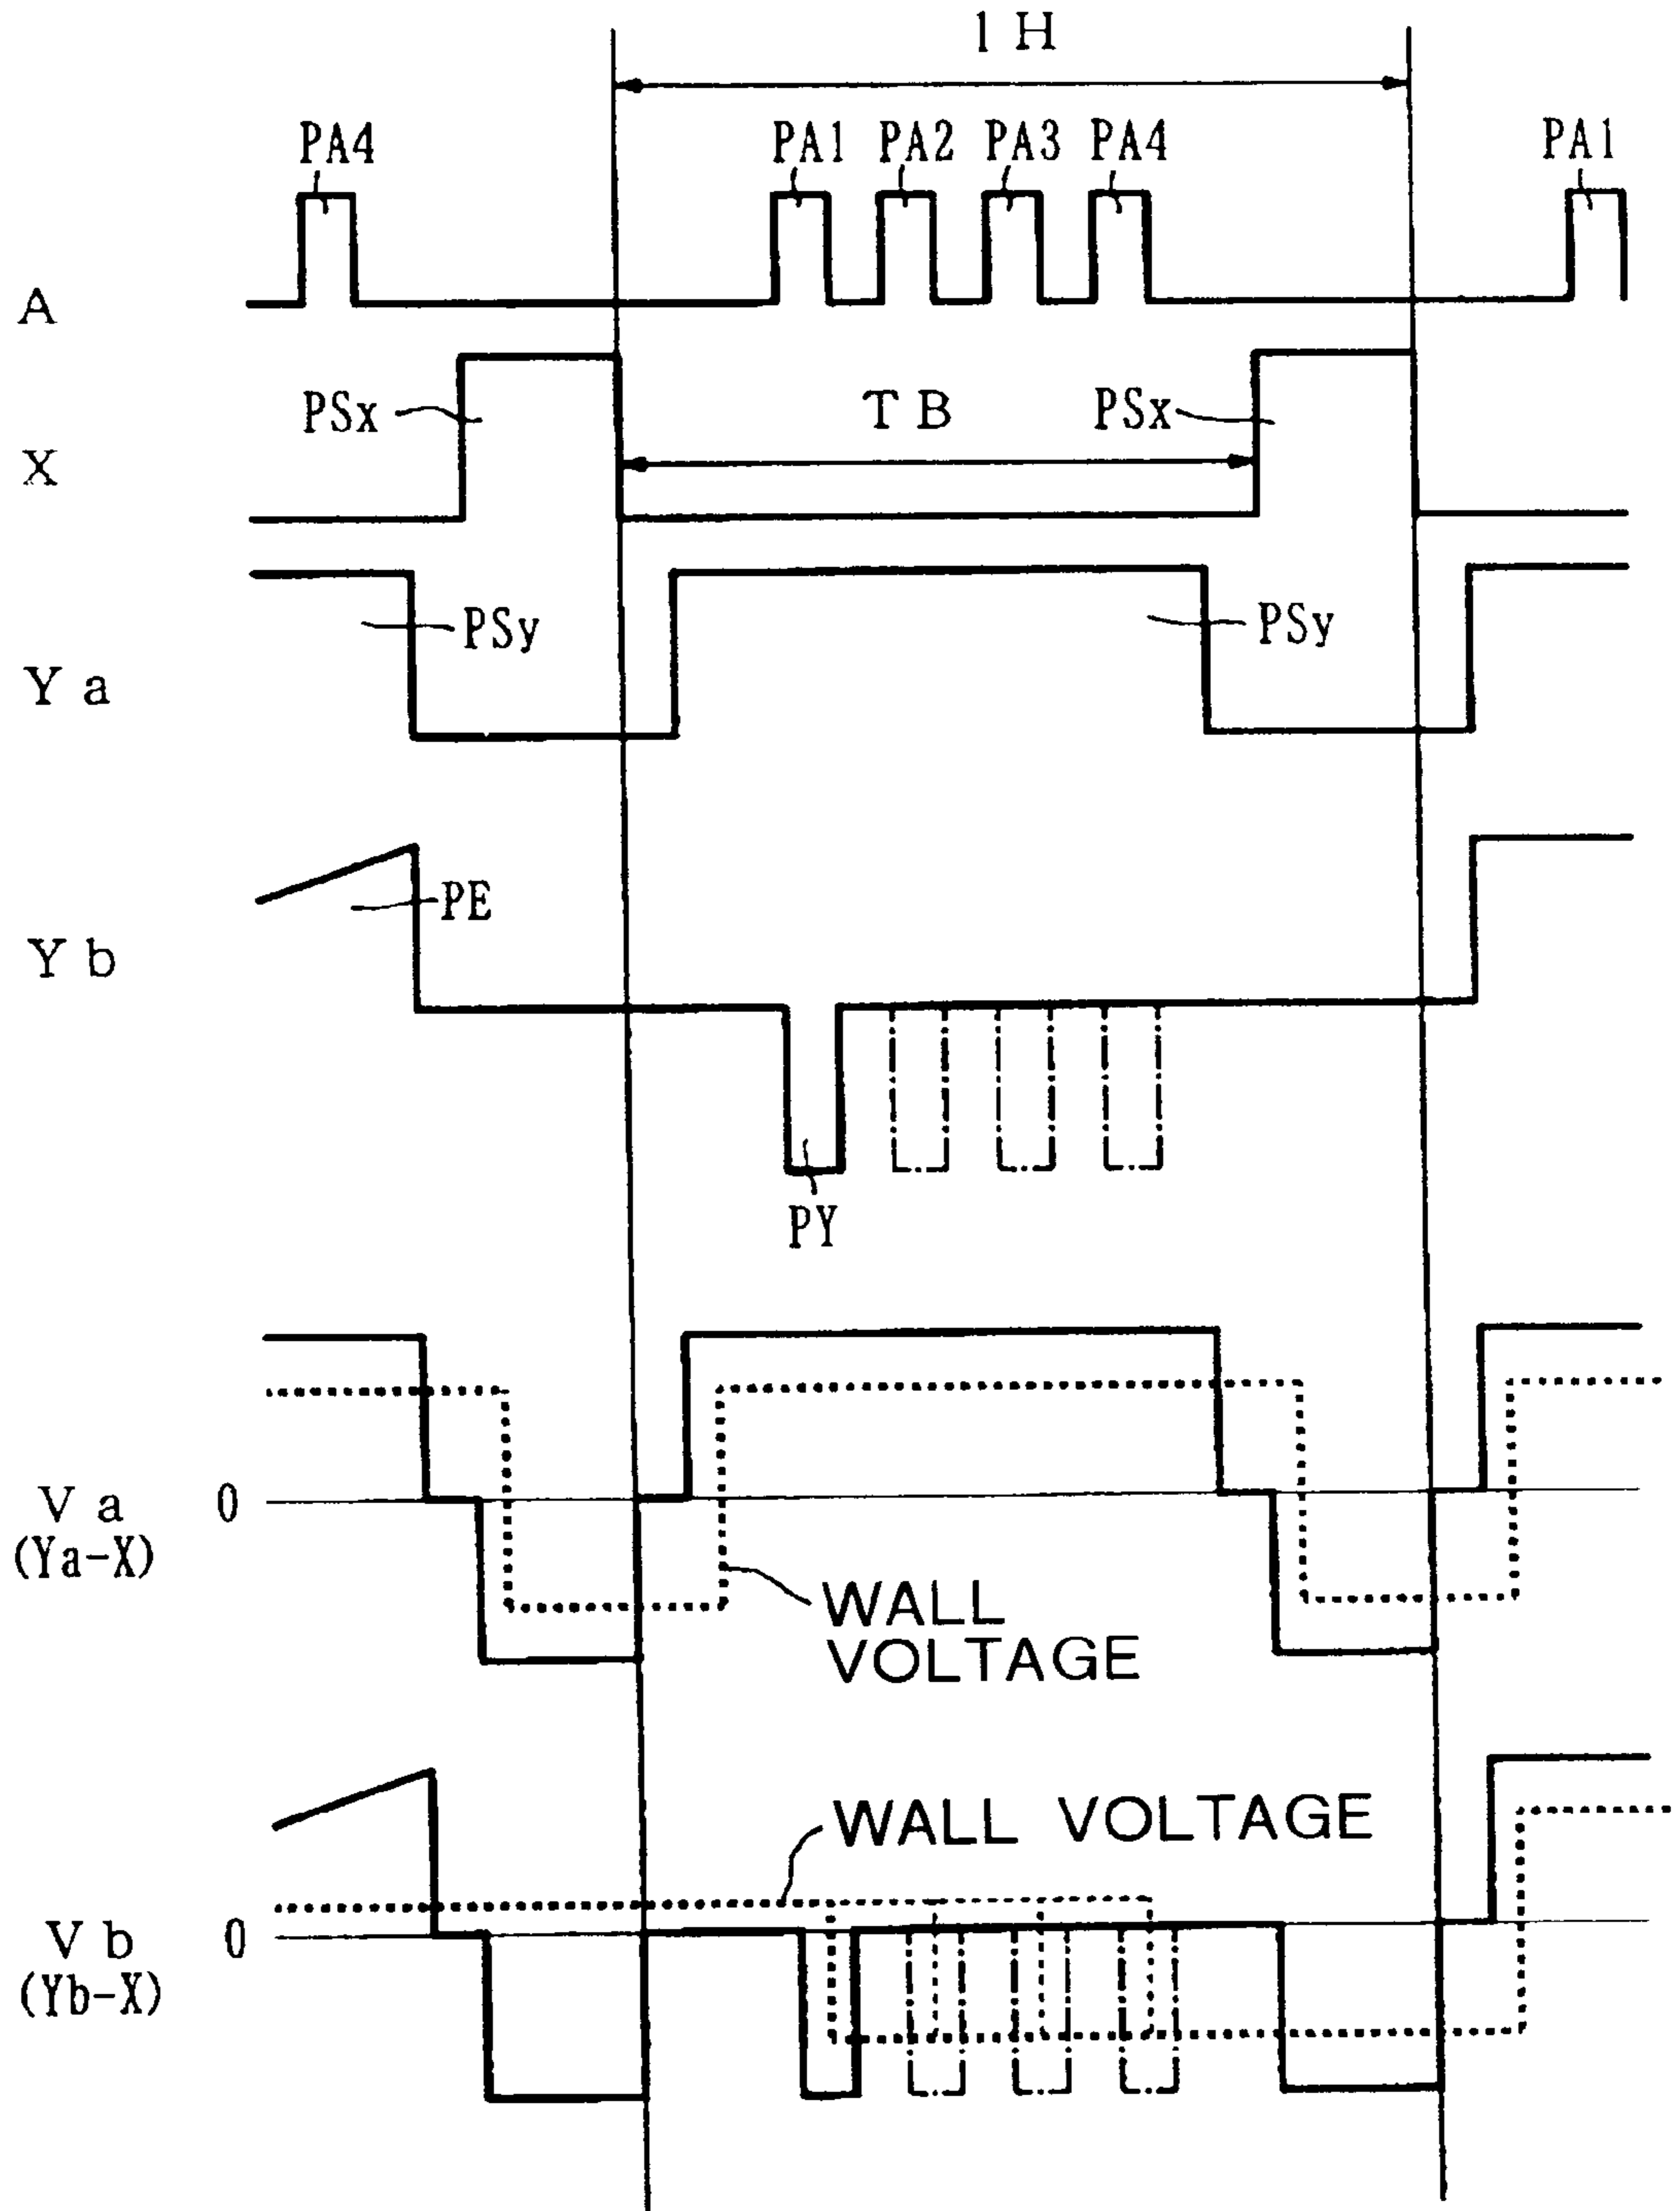 1 H
PA4 PA1 PA2 PA3 PA4 PA1
A
PSx T B PSx
X
PSy PSy
Y a
PE
Y b
PY
V a 0
(Ya-X)
WALL
VOLTAGE
WALL VOLTAGE
V b 0
(Yb-X)